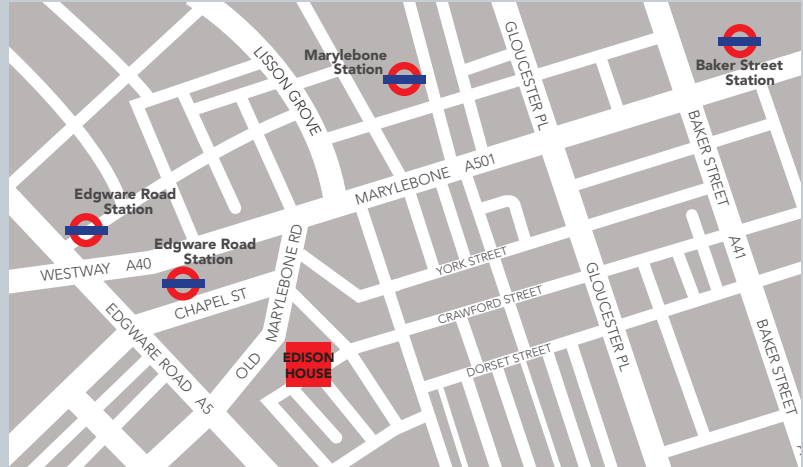 LISSON GROVE
Marylebone
Station
GLOUCESTER PL
Baker Street
Station
BAKER STREET
MARYLEBONE A501
Edgware Road
Station
Edgware Road
Station
WESTWAY A40
CHAPEL ST
OLD MARYLEBONE RD
YORK STREET
CRAWFORD STREET
DORSET STREET
GLOUCESTER PL
A41
BAKER STREET
EDGWARE ROAD A5
EDISON
HOUSE